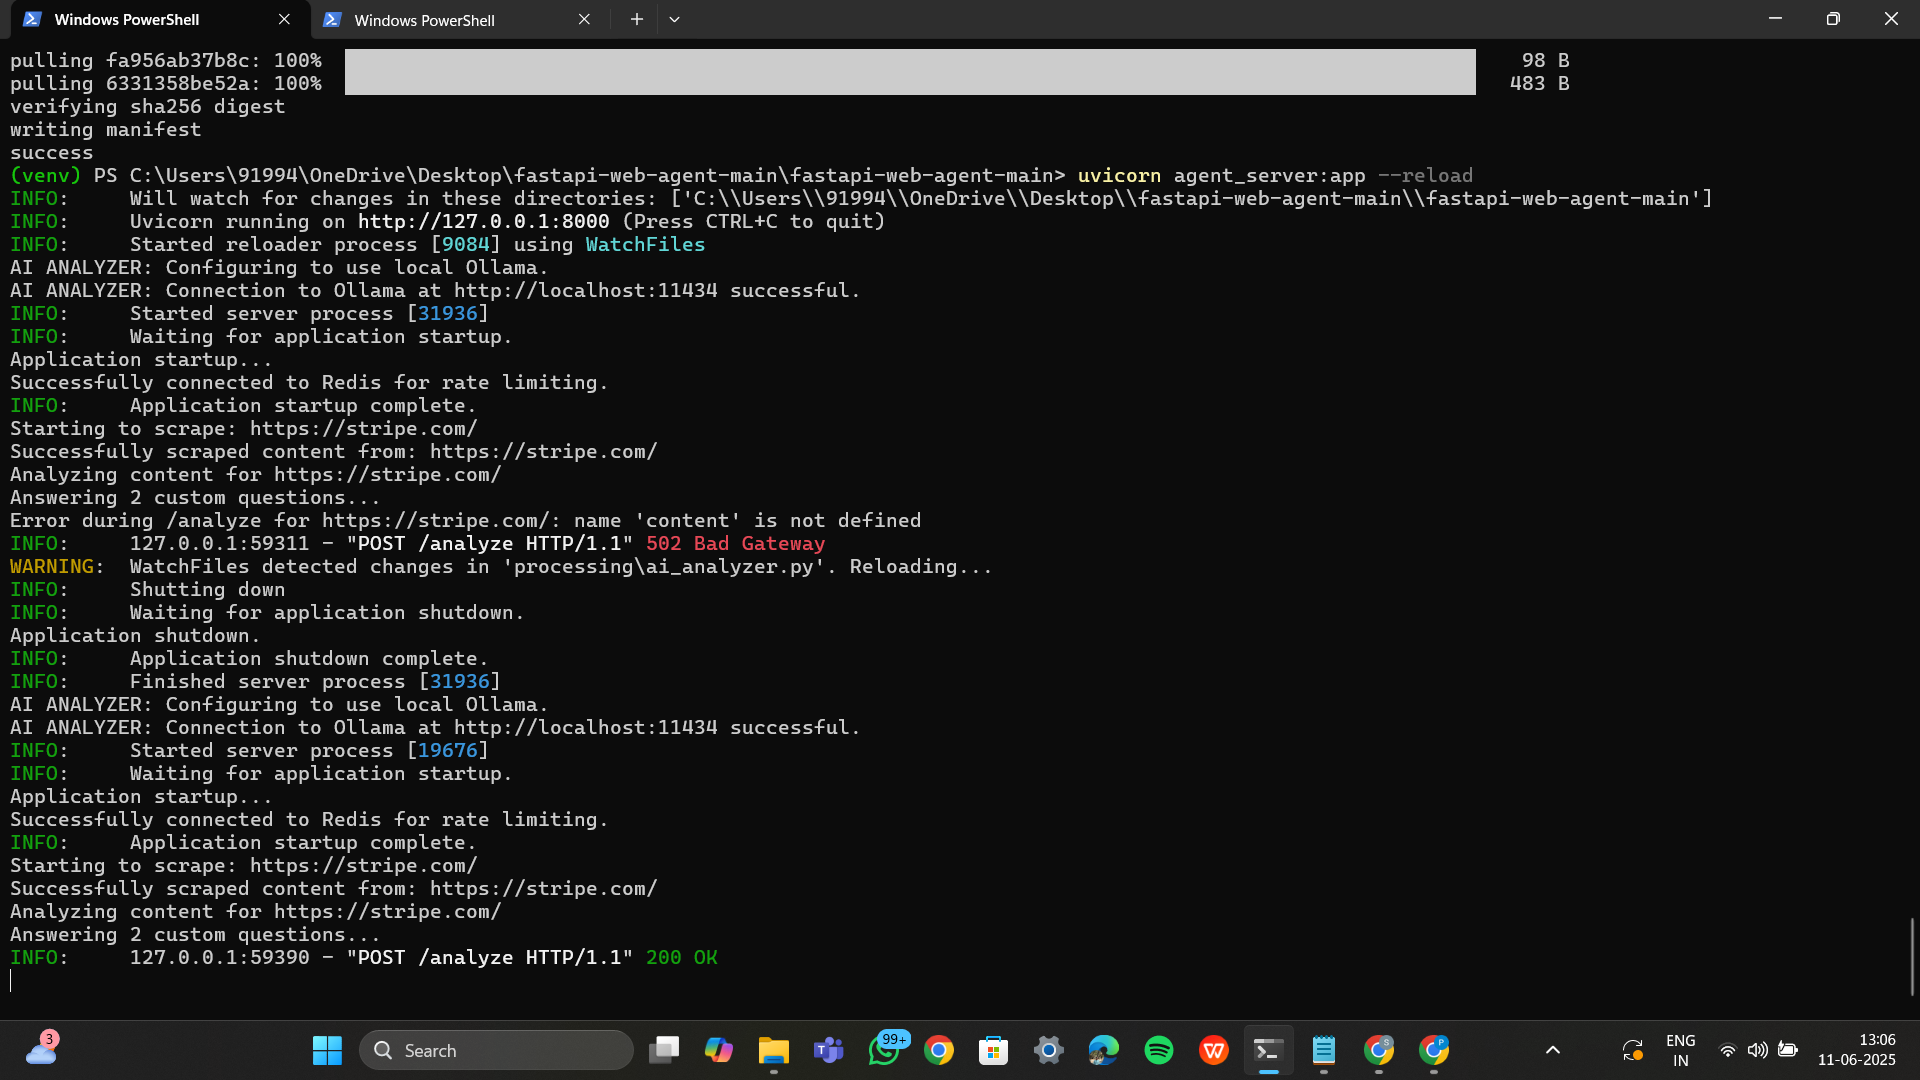 Windows PowerShell
Windows PowerShell
pulling fa956ab37b8c: 100% 98 B
pulling 6331358be52a: 100% 483 B
verifying sha256 digest
writing manifest
success
(venv) PS C:\Users\91994\OneDrive\Desktop\fastapi-web-agent-main\fastapi-web-agent-main> uvicorn agent_server:app --reload
INFO:     Will watch for changes in these directories: ['C:\\Users\\91994\\OneDrive\\Desktop\\fastapi-web-agent-main\\fastapi-web-agent-main']
INFO:     Uvicorn running on http://127.0.0.1:8000 (Press CTRL+C to quit)
INFO:     Started reloader process [9084] using WatchFiles
AI ANALYZER: Configuring to use local Ollama.
AI ANALYZER: Connection to Ollama at http://localhost:11434 successful.
INFO:     Started server process [31936]
INFO:     Waiting for application startup.
Application startup...
Successfully connected to Redis for rate limiting.
INFO:     Application startup complete.
Starting to scrape: https://stripe.com/
Successfully scraped content from: https://stripe.com/
Analyzing content for https://stripe.com/
Answering 2 custom questions...
Error during /analyze for https://stripe.com/: name 'content' is not defined
INFO:     127.0.0.1:59311 - "POST /analyze HTTP/1.1" 502 Bad Gateway
WARNING:  WatchFiles detected changes in 'processing\ai_analyzer.py'. Reloading...
INFO:     Shutting down
INFO:     Waiting for application shutdown.
Application shutdown.
INFO:     Application shutdown complete.
INFO:     Finished server process [31936]
AI ANALYZER: Configuring to use local Ollama.
AI ANALYZER: Connection to Ollama at http://localhost:11434 successful.
INFO:     Started server process [19676]
INFO:     Waiting for application startup.
Application startup...
Successfully connected to Redis for rate limiting.
INFO:     Application startup complete.
Starting to scrape: https://stripe.com/
Successfully scraped content from: https://stripe.com/
Analyzing content for https://stripe.com/
Answering 2 custom questions...
INFO:     127.0.0.1:59390 - "POST /analyze HTTP/1.1" 200 OK
3
Search
99+
S
P
ENG
IN
13:06
11-06-2025